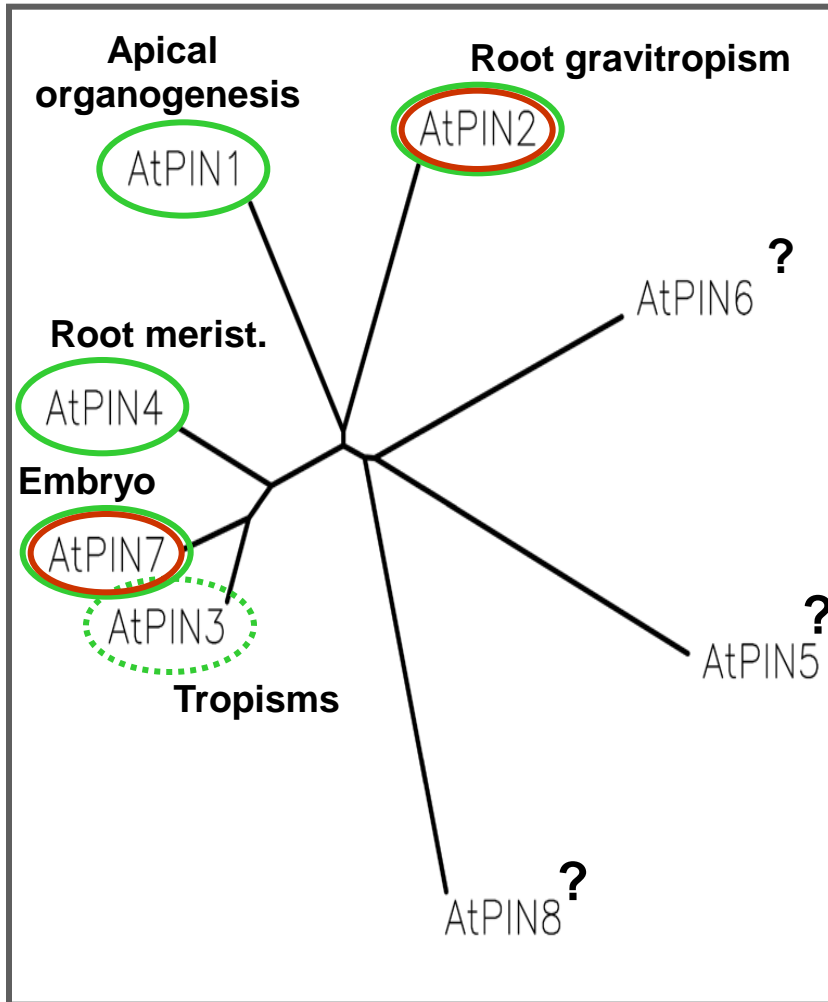 Apical
organogenesis
AtPIN1
Root gravitropism
AtPIN2
?
AtPIN6
Root merist.
AtPIN4
Embryo
AtPIN7
AtPIN3
Tropisms
?
AtPIN5
?
AtPIN8